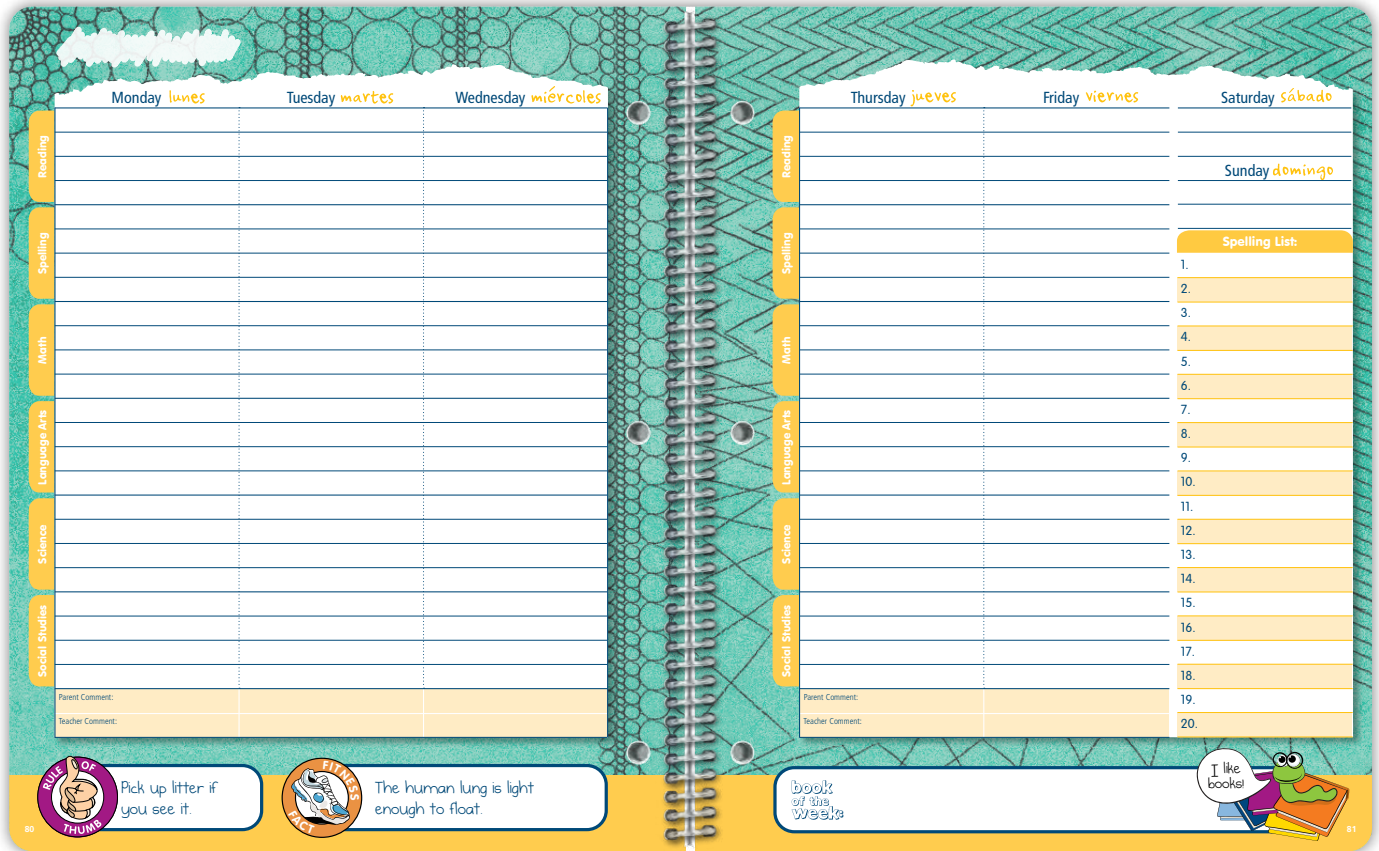 Monday lunes
Tuesday martes
Wednesday miércoles
Reading
Spelling
Math
Language Arts
Science
Social Studies
Parent Comment:
Teacher Comment:
RULE OF THUMB
Pick up litter if
you see it.
FITNESS FACT
The human lung is light
enough to float.
80
Thursday jueves
Friday viernes
Saturday sábado
Sunday domingo
Reading
Spelling
Math
Language Arts
Science
Social Studies
Parent Comment:
Teacher Comment:
Spelling List:
1.
2.
3.
4.
5.
6.
7.
8.
9.
10.
11.
12.
13.
14.
15.
16.
17.
18.
19.
20.
book
of the
week:
I like
books!
81